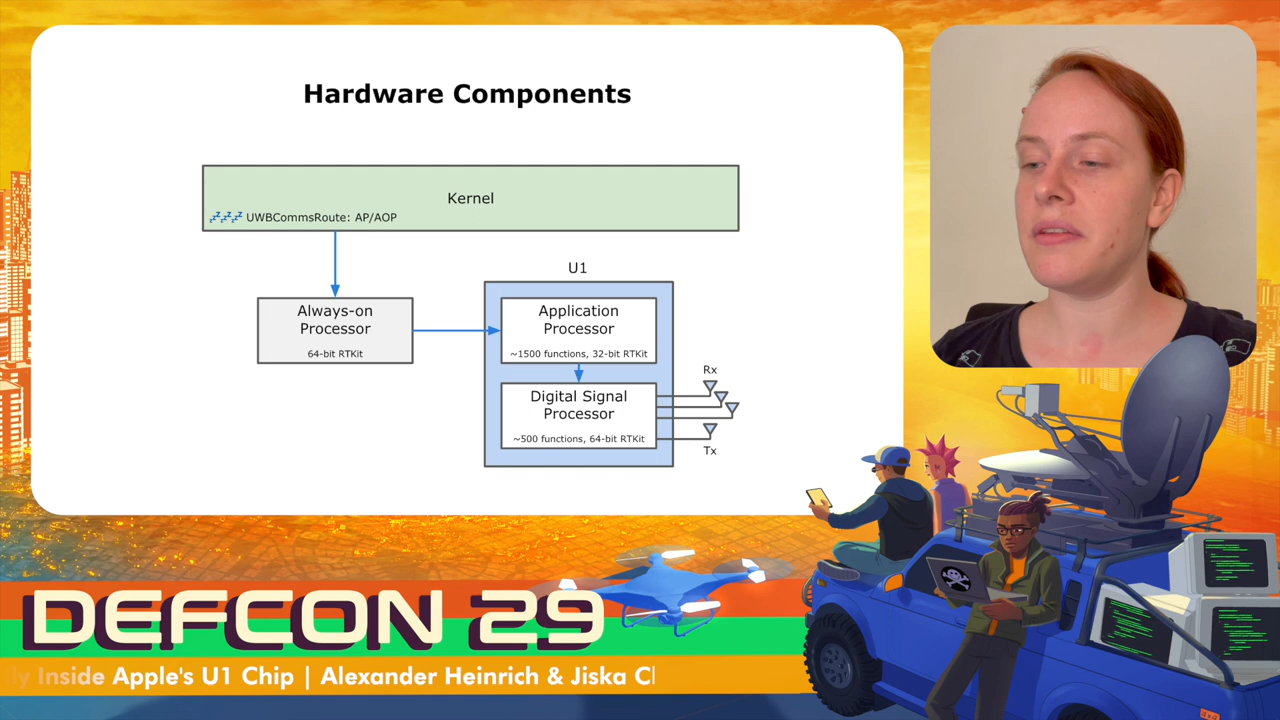 Hardware Components
Kernel
UWBCommsRoute: AP/AOP
U1
Always-on
Processor
64-bit RTKit
Application
Processor
~1500 functions, 32-bit RTKit
Rx
Digital Signal
Processor
~500 functions, 64-bit RTKit
Tx
DEFCON 29
Inside Apple's U1 Chip | Alexander Heinrich & Jiska